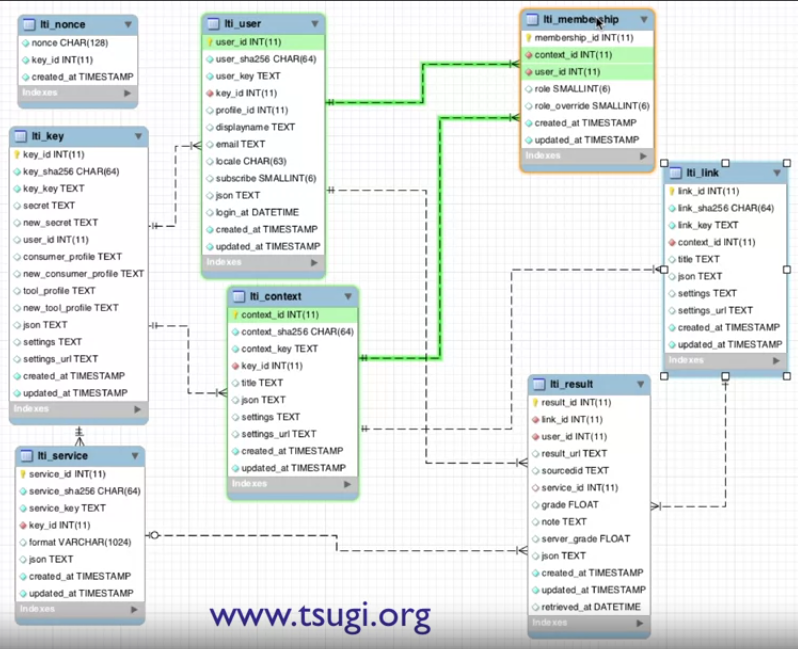 lti_nonce
nonce CHAR(128)
key_id INT(11)
created_at TIMESTAMP
Indexes
lti_key
key_id INT(11)
key_sha256 CHAR(64)
key_key TEXT
secret TEXT
new_secret TEXT
user_id INT(11)
consumer_profile TEXT
new_consumer_profile TEXT
tool_profile TEXT
new_tool_profile TEXT
json TEXT
settings TEXT
settings_url TEXT
created_at TIMESTAMP
updated_at TIMESTAMP
Indexes
lti_service
service_id INT(11)
service_sha256 CHAR(64)
service_key TEXT
key_id INT(11)
format VARCHAR(1024)
json TEXT
created_at TIMESTAMP
updated_at TIMESTAMP
Indexes
lti_user
user_id INT(11)
user_sha256 CHAR(64)
user_key TEXT
key_id INT(11)
profile_id INT(11)
displayname TEXT
email TEXT
locale CHAR(63)
subscribe SMALLINT(6)
json TEXT
login_at DATETIME
created_at TIMESTAMP
updated_at TIMESTAMP
Indexes
lti_context
context_id INT(11)
context_sha256 CHAR(64)
context_key TEXT
key_id INT(11)
title TEXT
json TEXT
settings TEXT
settings_url TEXT
created_at TIMESTAMP
updated_at TIMESTAMP
Indexes
lti_membership
membership_id INT(11)
context_id INT(11)
user_id INT(11)
role SMALLINT(6)
role_override SMALLINT(6)
created_at TIMESTAMP
updated_at TIMESTAMP
Indexes
lti_link
link_id INT(11)
link_sha256 CHAR(64)
link_key TEXT
context_id INT(11)
title TEXT
json TEXT
settings TEXT
settings_url TEXT
created_at TIMESTAMP
updated_at TIMESTAMP
Indexes
lti_result
result_id INT(11)
link_id INT(11)
user_id INT(11)
result_url TEXT
sourcedid TEXT
service_id INT(11)
grade FLOAT
note TEXT
server_grade FLOAT
json TEXT
created_at TIMESTAMP
updated_at TIMESTAMP
retrieved_at DATETIME
Indexes
www.tsugi.org